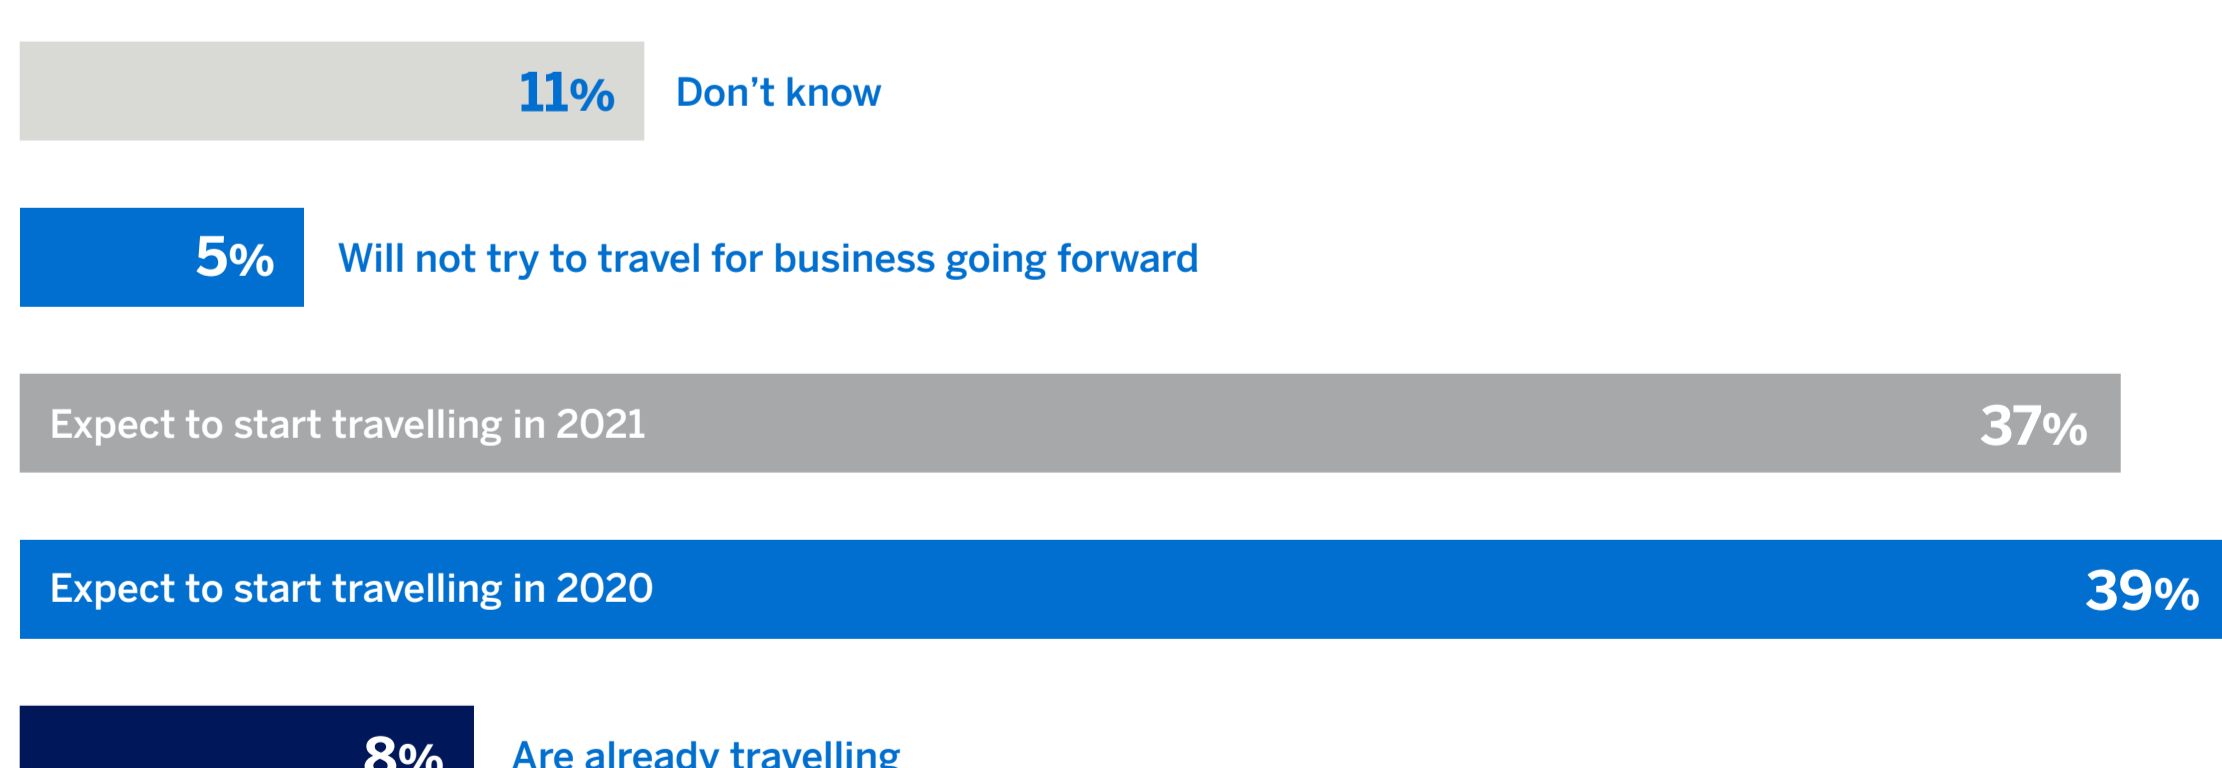 11% Don’t know
5% Will not try to travel for business going forward
Expect to start travelling in 2021 37%
Expect to start travelling in 2020 39%
8% Are already travelling